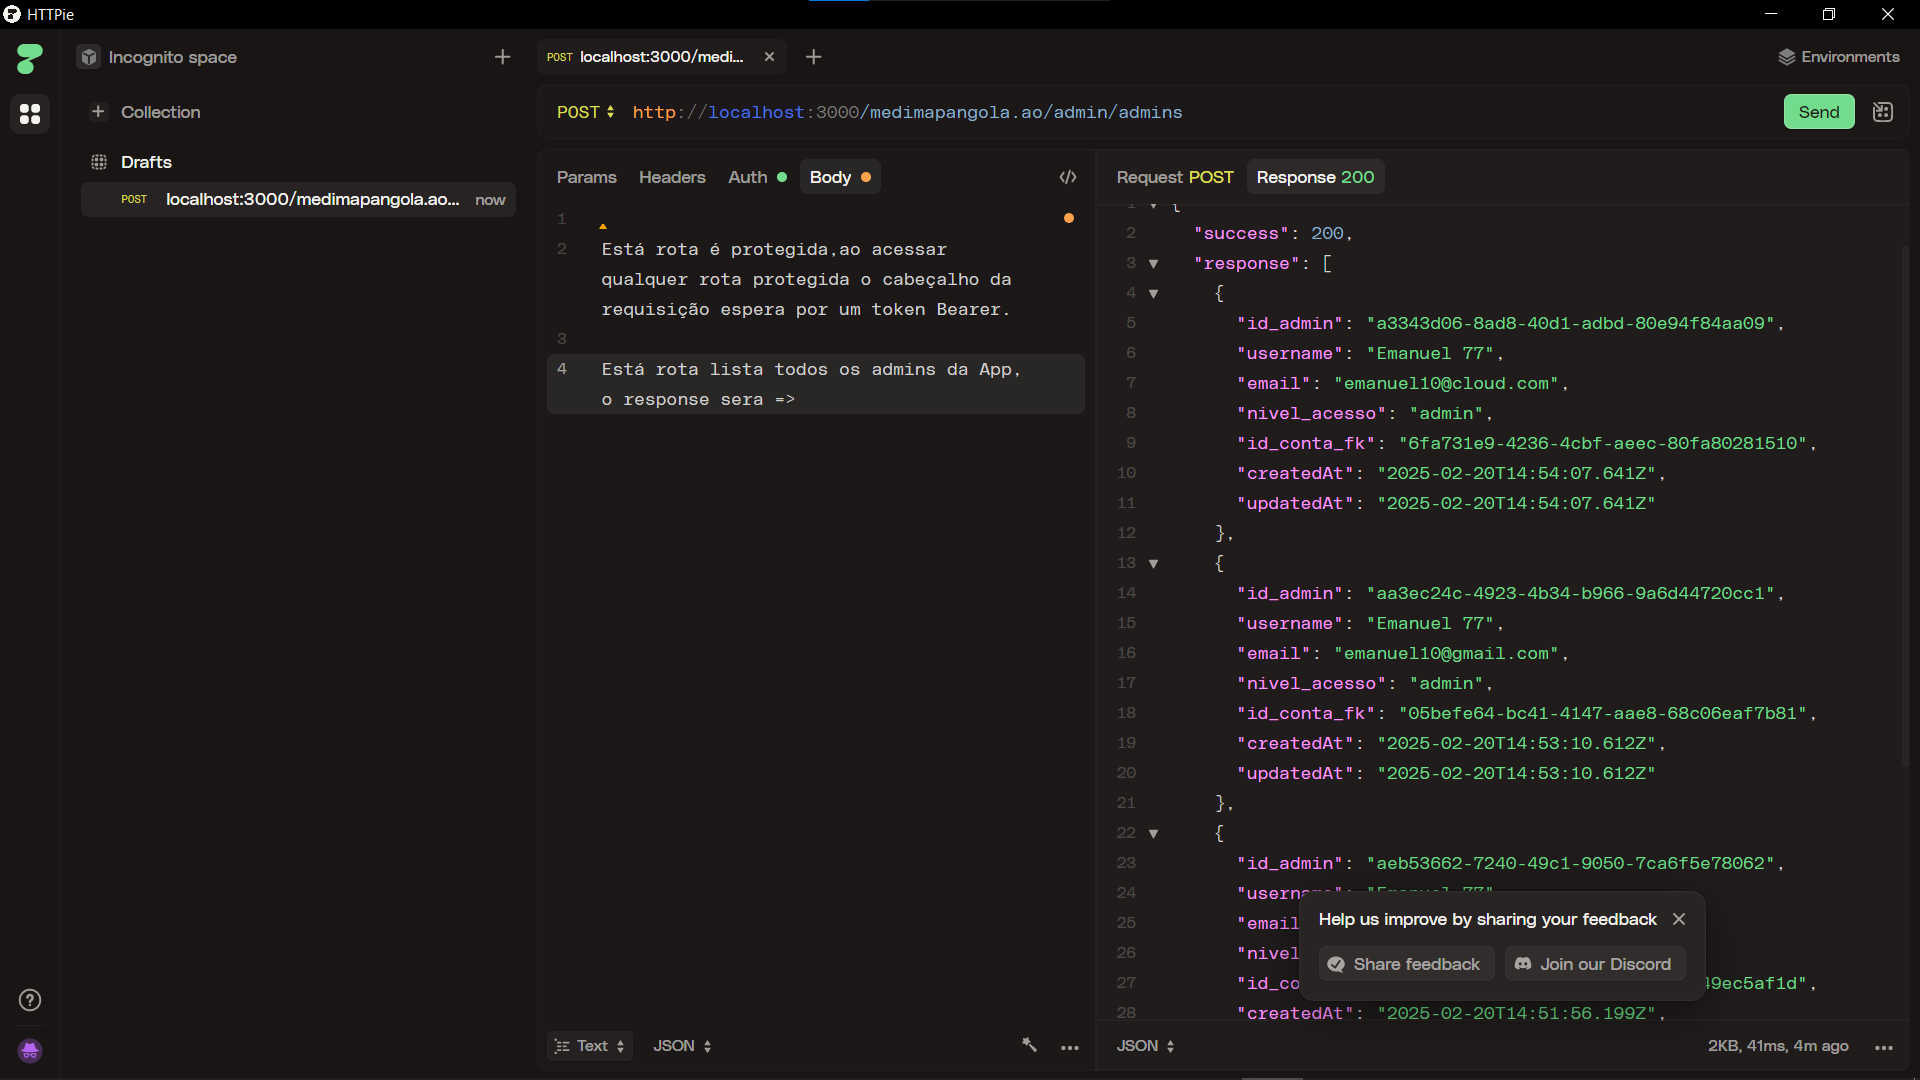 HTTPie
Incognito space
POST localhost:3000/medi...
Environments
Collection
POST http://localhost:3000/medimapangola.ao/admin/admins
Send
Drafts
POST localhost:3000/medimapangola.ao... now
Params Headers Auth Body
Request POST Response 200
1
2 Está rota é protegida,ao acessar
qualquer rota protegida o cabeçalho da
requisição espera por um token Bearer.
3
4 Está rota lista todos os admins da App,
o response sera =>
1 {
2 "success": 200,
3 "response": [
4 {
5 "id_admin": "a3343d06-8ad8-40d1-adbd-80e94f84aa09",
6 "username": "Emanuel 77",
7 "email": "emanuel10@cloud.com",
8 "nivel_acesso": "admin",
9 "id_conta_fk": "6fa731e9-4236-4cbf-aeec-80fa80281510",
10 "createdAt": "2025-02-20T14:54:07.641Z",
11 "updatedAt": "2025-02-20T14:54:07.641Z"
12 },
13 {
14 "id_admin": "aa3ec24c-4923-4b34-b966-9a6d44720cc1",
15 "username": "Emanuel 77",
16 "email": "emanuel10@gmail.com",
17 "nivel_acesso": "admin",
18 "id_conta_fk": "05befe64-bc41-4147-aae8-68c06eaf7b81",
19 "createdAt": "2025-02-20T14:53:10.612Z",
20 "updatedAt": "2025-02-20T14:53:10.612Z"
21 },
22 {
23 "id_admin": "aeb53662-7240-49c1-9050-7ca6f5e78062",
24 "username": "Emanuel 77"
25 "email
26 "nivel
27 "id_co 49ec5af1d",
28 "createdAt": "2025-02-20T14:51:56.199Z",
Help us improve by sharing your feedback
Share feedback Join our Discord
Text JSON
JSON
2KB, 41ms, 4m ago